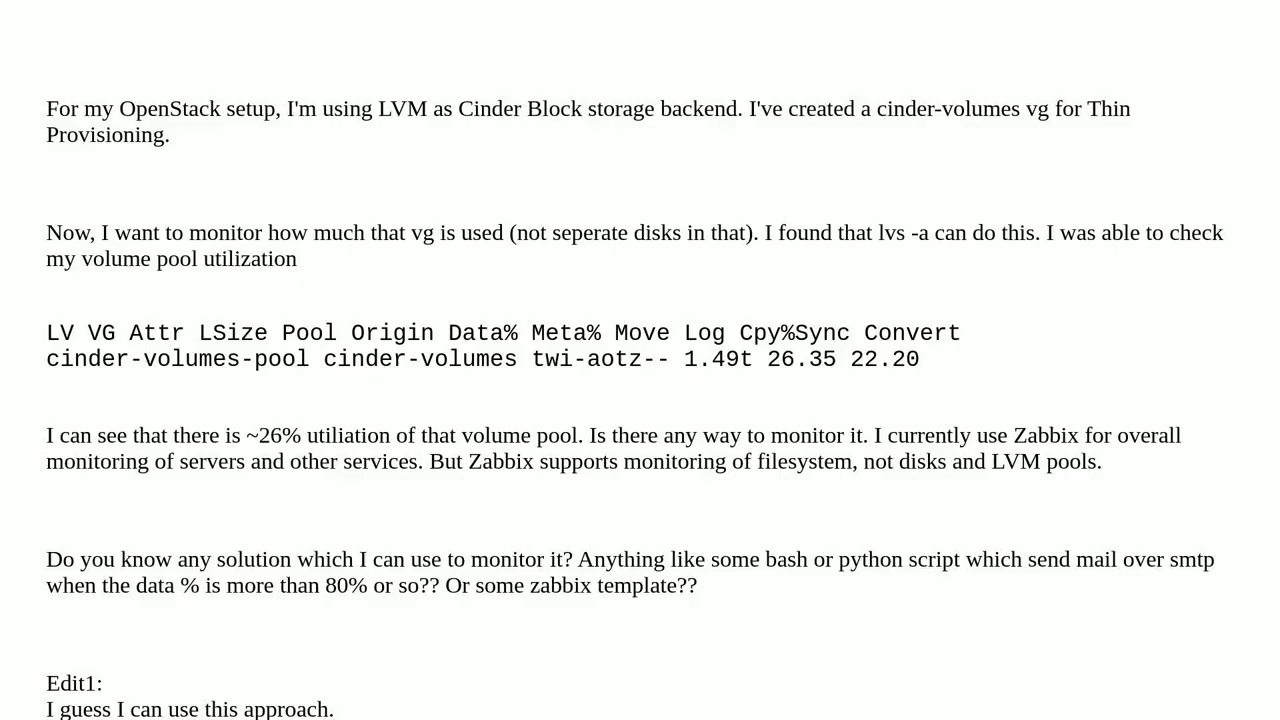 For my OpenStack setup, I'm using LVM as Cinder Block storage backend. I've created a cinder-volumes vg for Thin
Provisioning.
Now, I want to monitor how much that vg is used (not seperate disks in that). I found that lvs -a can do this. I was able to check
my volume pool utilization
LV VG Attr LSize Pool Origin Data% Meta% Move Log Cpy%Sync Convert
cinder-volumes-pool cinder-volumes twi-aotz-- 1.49t 26.35 22.20
I can see that there is ~26% utiliation of that volume pool. Is there any way to monitor it. I currently use Zabbix for overall
monitoring of servers and other services. But Zabbix supports monitoring of filesystem, not disks and LVM pools.
Do you know any solution which I can use to monitor it? Anything like some bash or python script which send mail over smtp
when the data % is more than 80% or so?? Or some zabbix template??
Edit1:
I guess I can use this approach.